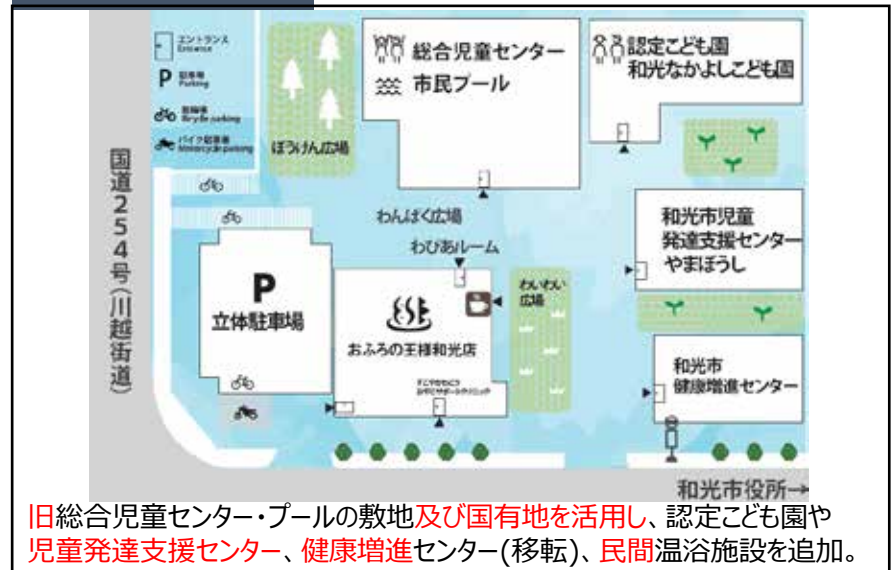 エントランス
Entrance
P 駐車場
Parking
駐輪場
Bicycle parking
バイク駐車場
Motorcycle parking
ぼうけん広場
総合児童センター
市民プール
認定こども園
和光なかよしこども園
国道254号(川越街道)
わんぱく広場
わぴあルーム
和光市児童
発達支援センター
やまぼうし
P
立体駐車場
わいわい
広場
おふろの王様和光店
和光市
健康増進センター
和光市役所→
旧総合児童センター・プールの敷地及び国有地を活用し、認定こども園や
児童発達支援センター、健康増進センター(移転)、民間温浴施設を追加。